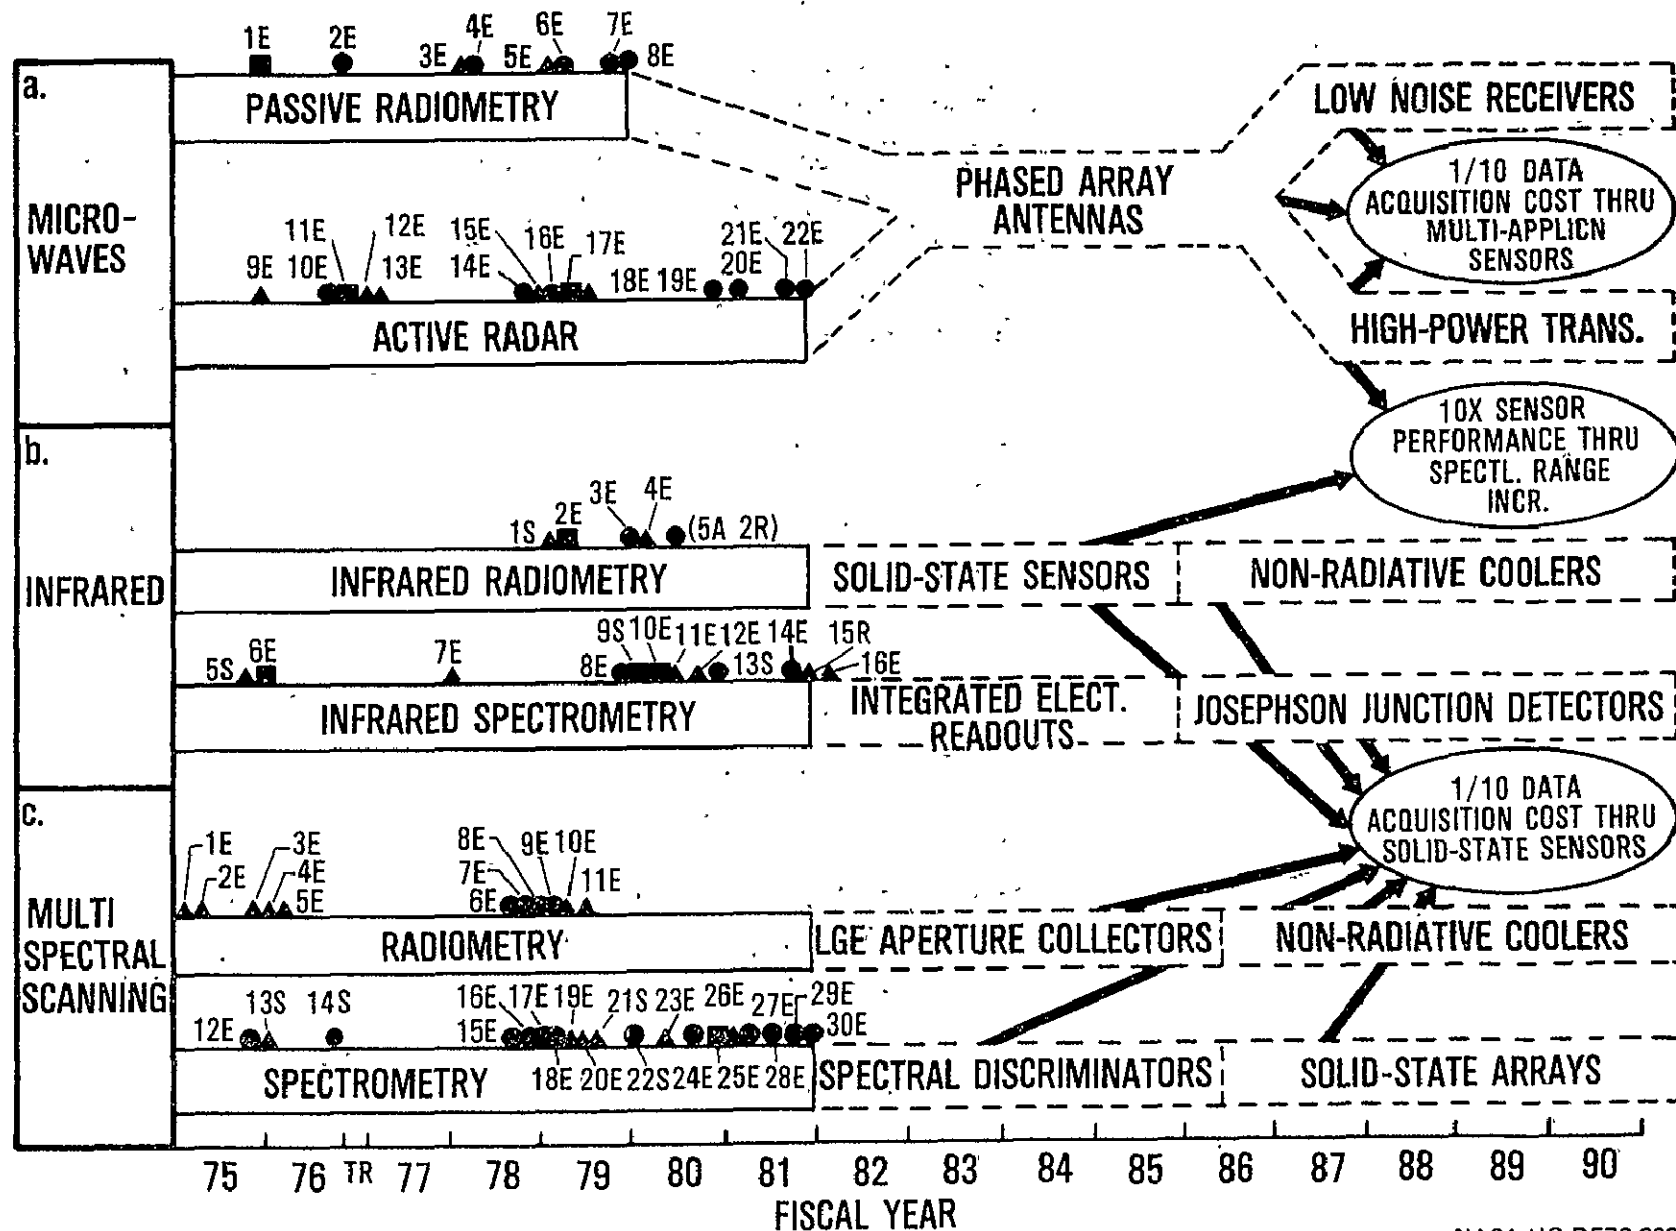 1E 2E 3E 4E 5E 6E 7E 8E
a.
PASSIVE RADIOMETRY
LOW NOISE RECEIVERS
MICRO-
WAVES
PHASED ARRAY
ANTENNAS
1/10 DATA
ACQUISITION COST THRU
MULTI-APPLICN
SENSORS
9E 10E 11E 12E 13E 14E 15E 16E 17E 18E 19E 20E 21E 22E
ACTIVE RADAR
HIGH-POWER TRANS.
10X SENSOR
PERFORMANCE THRU
SPECTL. RANGE
INCR.
b.
INFRARED
1S 2E 3E 4E (5A 2R)
INFRARED RADIOMETRY
SOLID-STATE SENSORS
NON-RADIATIVE COOLERS
5S 6E 7E 8E 9S 10E 11E 12E 13S 14E 15R 16E
INFRARED SPECTROMETRY
INTEGRATED ELECT.
READOUTS
JOSEPHSON JUNCTION DETECTORS
1/10 DATA
ACQUISITION COST THRU
SOLID-STATE SENSORS
c.
MULTI
SPECTRAL
SCANNING
1E 2E 3E 4E 5E 6E 7E 8E 9E 10E 11E
RADIOMETRY
LGE APERTURE COLLECTORS
NON-RADIATIVE COOLERS
12E 13S 14S 15E 16E 17E 19E 21S 23E 26E 27E 29E 30E
SPECTROMETRY
18E 20E 22S 24E 25E 28E
SPECTRAL DISCRIMINATORS
SOLID-STATE ARRAYS
75 76 TR 77 78 79 80 81 82 83 84 85 86 87 88 89 90
FISCAL YEAR